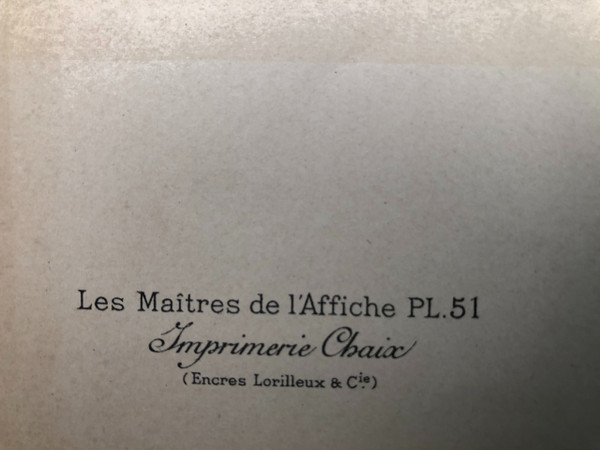 Les Maîtres de l'Affiche PL.51
Imprimerie Chaix
(Encres Lorilleux & Cie)